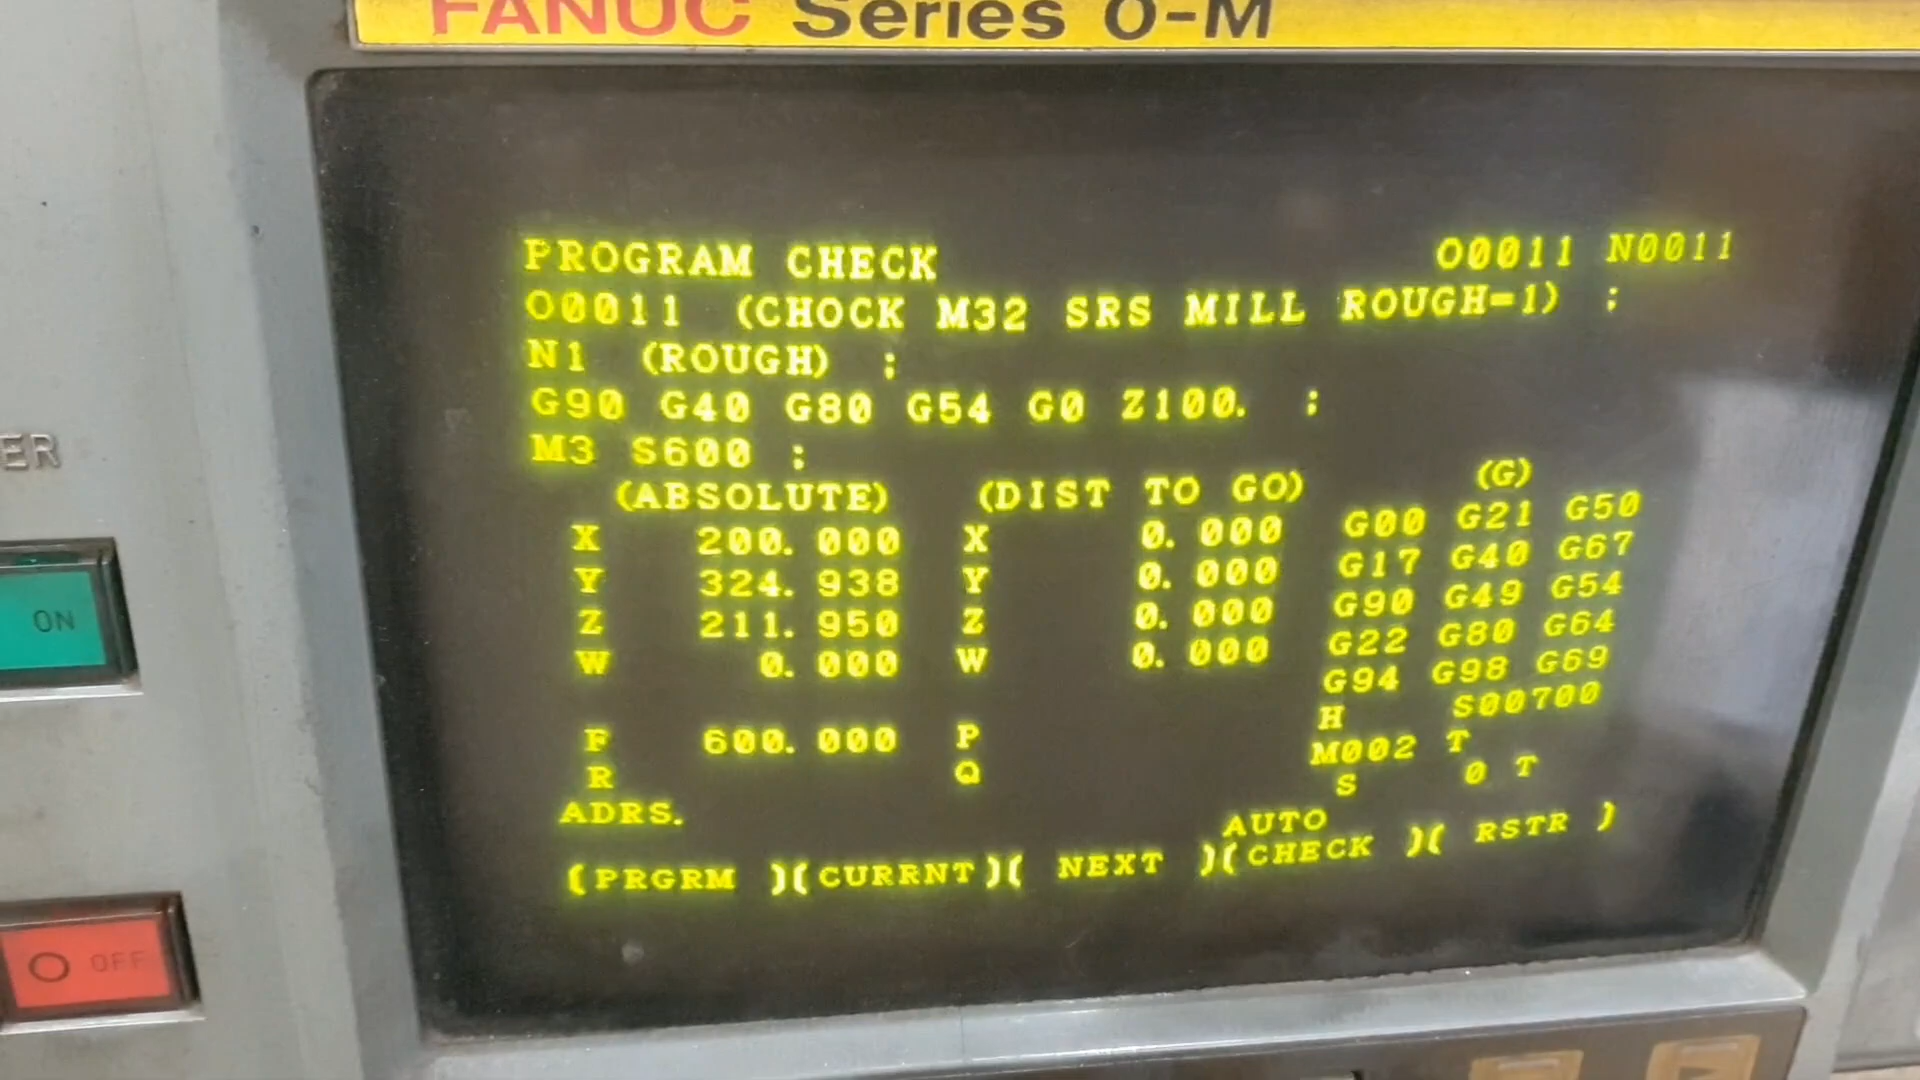 FANUC Series 0-M
PROGRAM CHECK O0011 N0011
O0011 (CHOCK M32 SRS MILL ROUGH=1) ;
N1 (ROUGH) ;
G90 G40 G80 G54 G0 Z100. ;
M3 S600 ;
(ABSOLUTE) (DIST TO GO) (G)
X 200.000 X 0.000 G00 G21 G50
Y 324.938 Y 0.000 G17 G40 G67
Z 211.950 Z 0.000 G90 G49 G54
W 0.000 W 0.000 G22 G80 G64
G94 G98 G69
H S00700
F 600.000 P M002 T
R Q S 0 T
ADRS. AUTO
[PRGRM ][CURRNT][ NEXT ][CHECK ][ RSTR ]
ER
ON
OFF